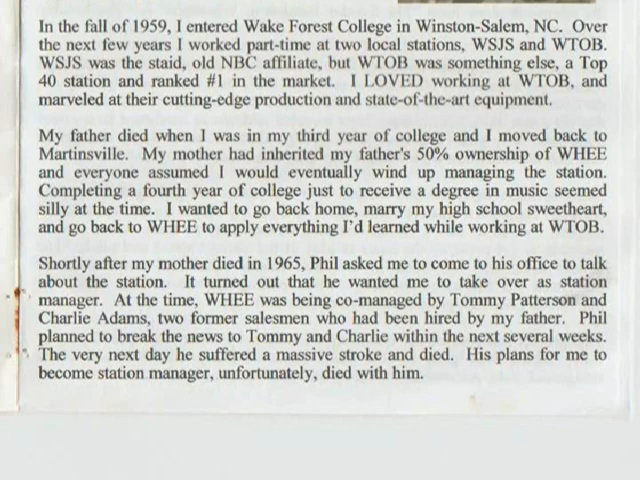 In the fall of 1959, I entered Wake Forest College in Winston-Salem, NC. Over
the next few years I worked part-time at two local stations, WSJS and WTOB.
WSJS was the staid, old NBC affiliate, but WTOB was something else, a Top
40 station and ranked #1 in the market. I LOVED working at WTOB, and
marveled at their cutting-edge production and state-of-the-art equipment.
My father died when I was in my third year of college and I moved back to
Martinsville. My mother had inherited my father's 50% ownership of WHEE
and everyone assumed I would eventually wind up managing the station.
Completing a fourth year of college just to receive a degree in music seemed
silly at the time. I wanted to go back home, marry my high school sweetheart,
and go back to WHEE to apply everything I'd learned while working at WTOB.
Shortly after my mother died in 1965, Phil asked me to come to his office to talk
about the station. It turned out that he wanted me to take over as station
manager. At the time, WHEE was being co-managed by Tommy Patterson and
Charlie Adams, two former salesmen who had been hired by my father. Phil
planned to break the news to Tommy and Charlie within the next several weeks.
The very next day he suffered a massive stroke and died. His plans for me to
become station manager, unfortunately, died with him.